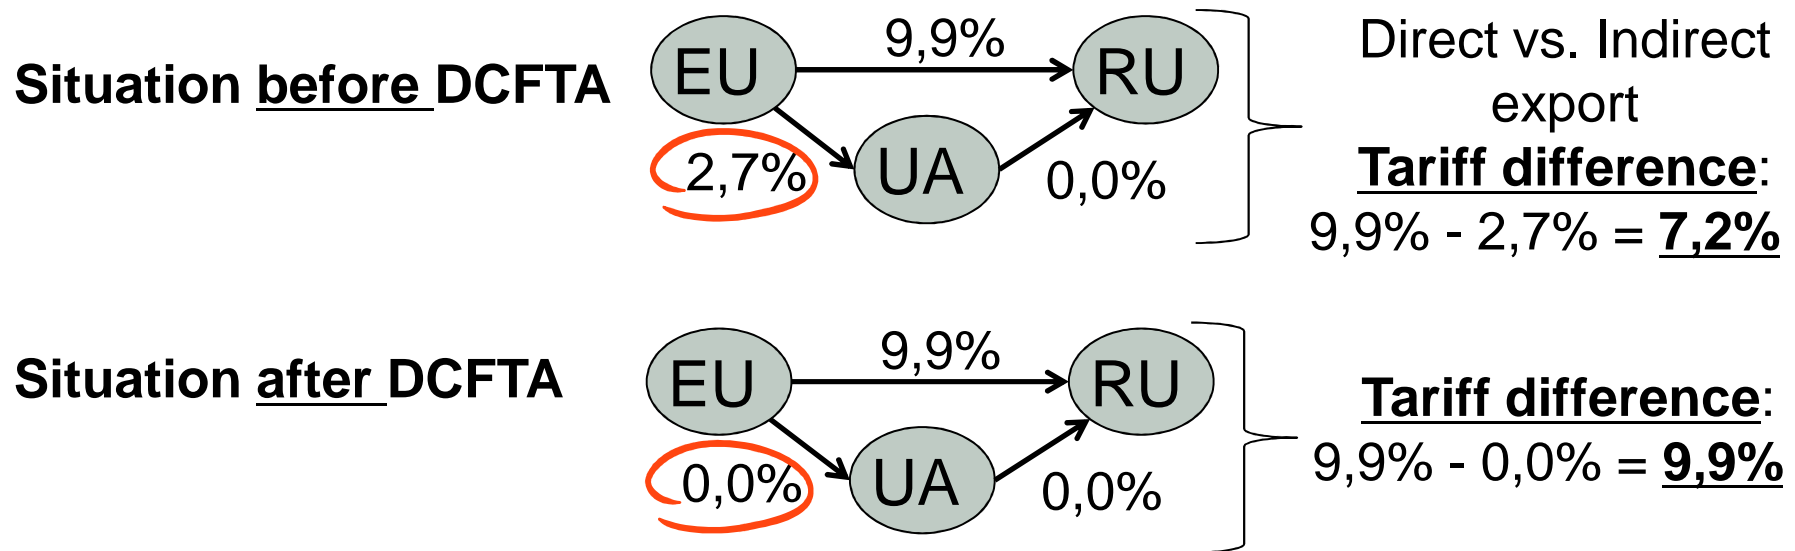 Situation before DCFTA
EU
9,9%
RU
2,7%
UA
0,0%
Direct vs. Indirect
export
Tariff difference:
9,9% - 2,7% = 7,2%
Situation after DCFTA
EU
9,9%
RU
0,0%
UA
0,0%
Tariff difference:
9,9% - 0,0% = 9,9%